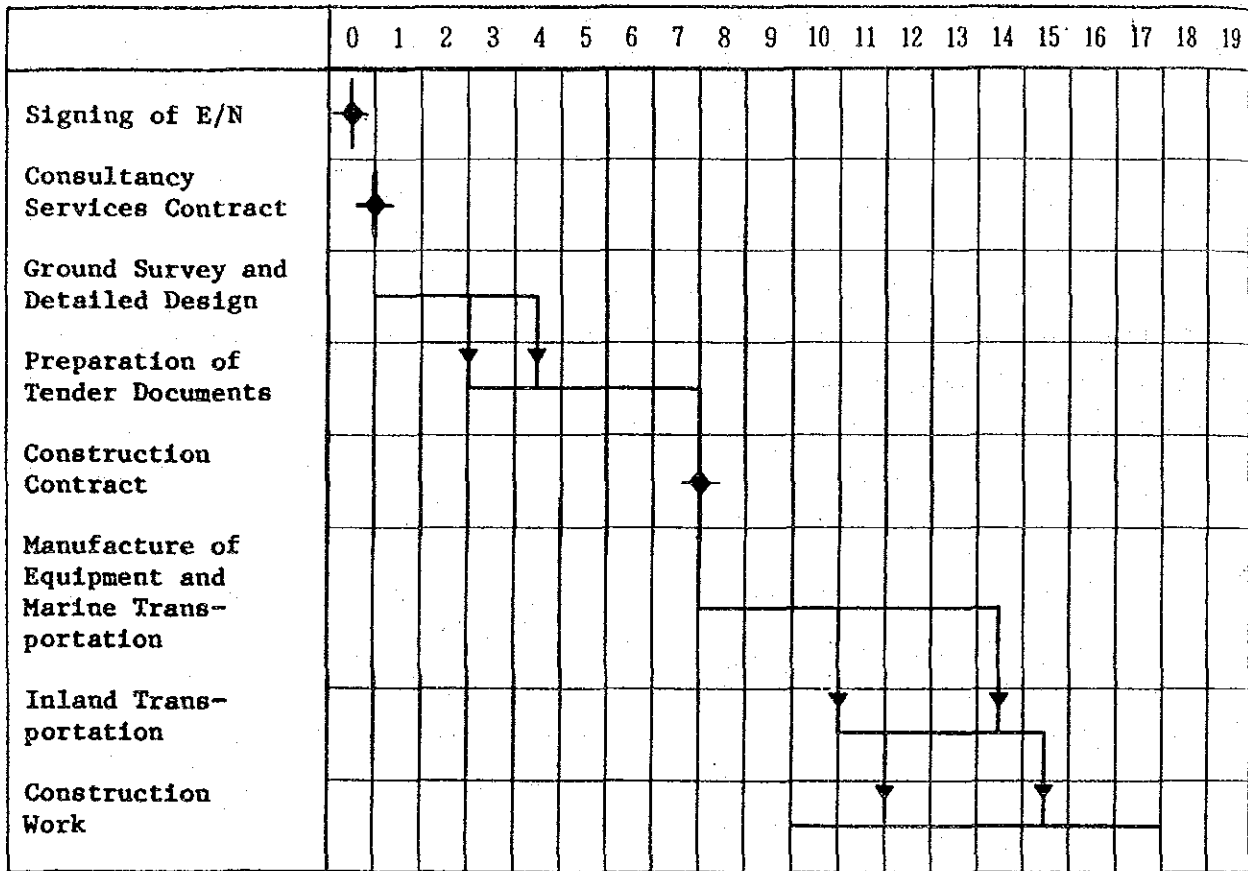 0 1 2 3 4 5 6 7 8 9 10 11 12 13 14 15 16 17 18 19
Signing of E/N
Consultancy
Services Contract
Ground Survey and
Detailed Design
Preparation of
Tender Documents
Construction
Contract
Manufacture of
Equipment and
Marine Trans-
portation
Inland Trans-
portation
Construction
Work